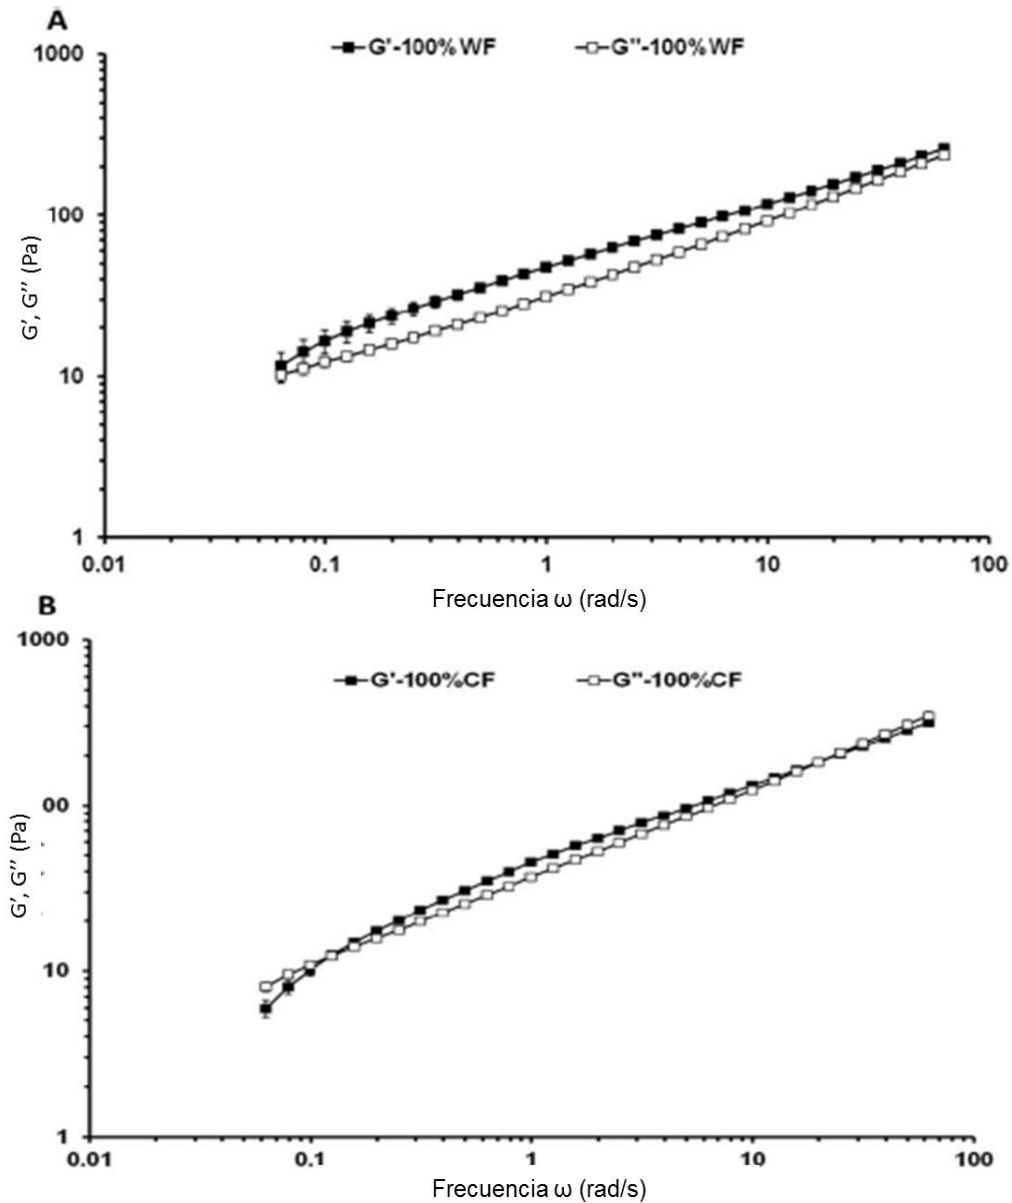 A
G'-100%WF G''-100%WF
1000
100
10
1
0.01 0.1 1 10 100
G', G'' (Pa)
Frecuencia ω (rad/s)
B
G'-100%CF G''-100%CF
1000
00
10
1
0.01 0.1 1 10 100
G', G'' (Pa)
Frecuencia ω (rad/s)